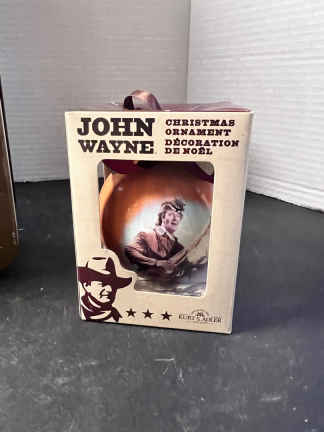 JOHN
WAYNE
CHRISTMAS
ORNAMENT
DÉCORATION
DE NOËL
KURT S. ADLER